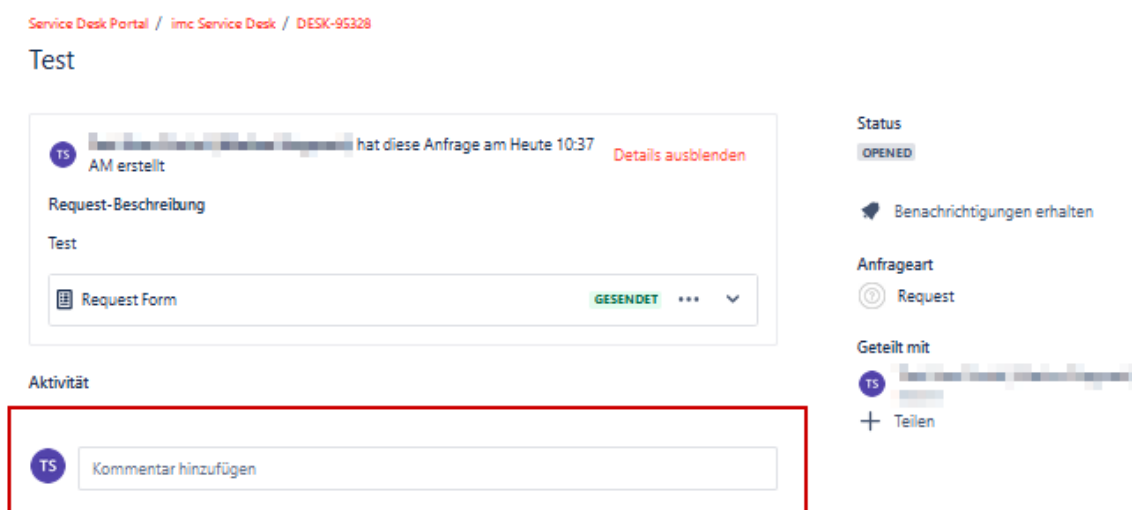 Service Desk Portal / imc Service Desk / DESK-95328
Test
TS hat diese Anfrage am Heute 10:37
AM erstellt
Details ausblenden
Request-Beschreibung
Test
Request Form GESENDET
Aktivität
TS Kommentar hinzufügen
Status
OPENED
Benachrichtigungen erhalten
Anfrageart
Request
Geteilt mit
TS
Teilen